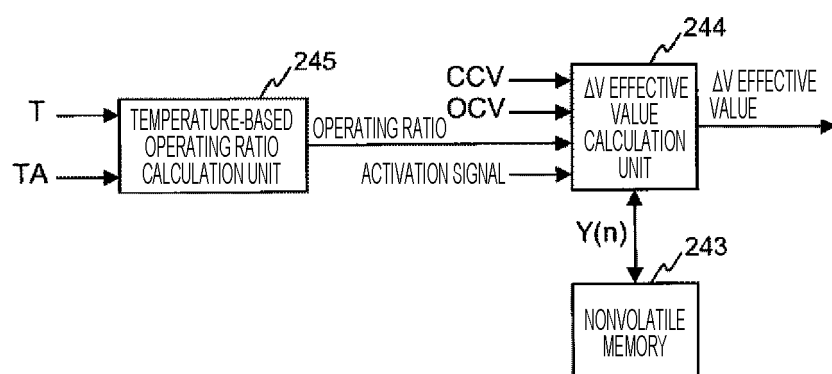 245
T
TA
TEMPERATURE-BASED
OPERATING RATIO
CALCULATION UNIT
OPERATING RATIO
244
CCV
OCV
ACTIVATION SIGNAL
ΔV EFFECTIVE
VALUE
CALCULATION
UNIT
ΔV EFFECTIVE
VALUE
Y(n)
243
NONVOLATILE
MEMORY